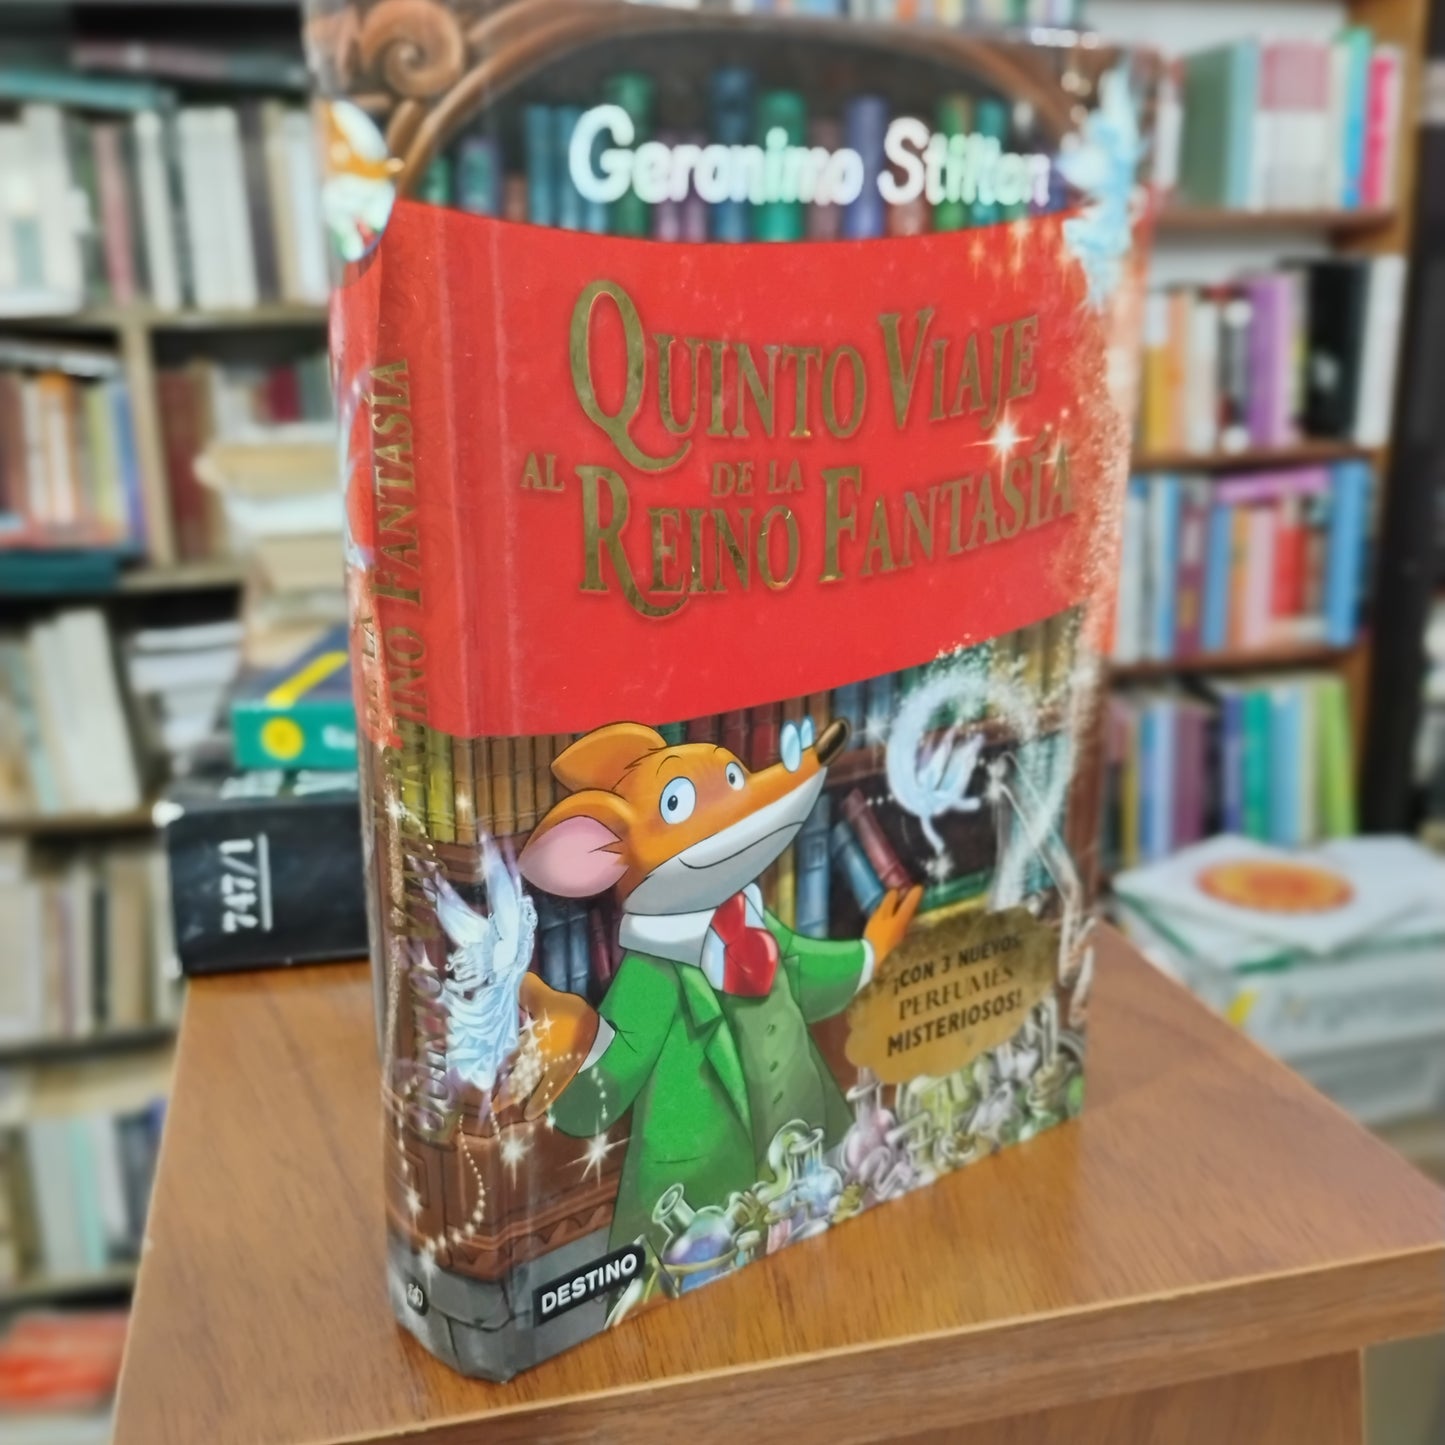 Geronimo Stilton
QUINTO VIAJE
AL REINO DE LA FANTASÍA
¡CON 3 NUEVOS
PERFUMES
MISTERIOSOS!
DESTINO
REINO FANTASÍA
747/1